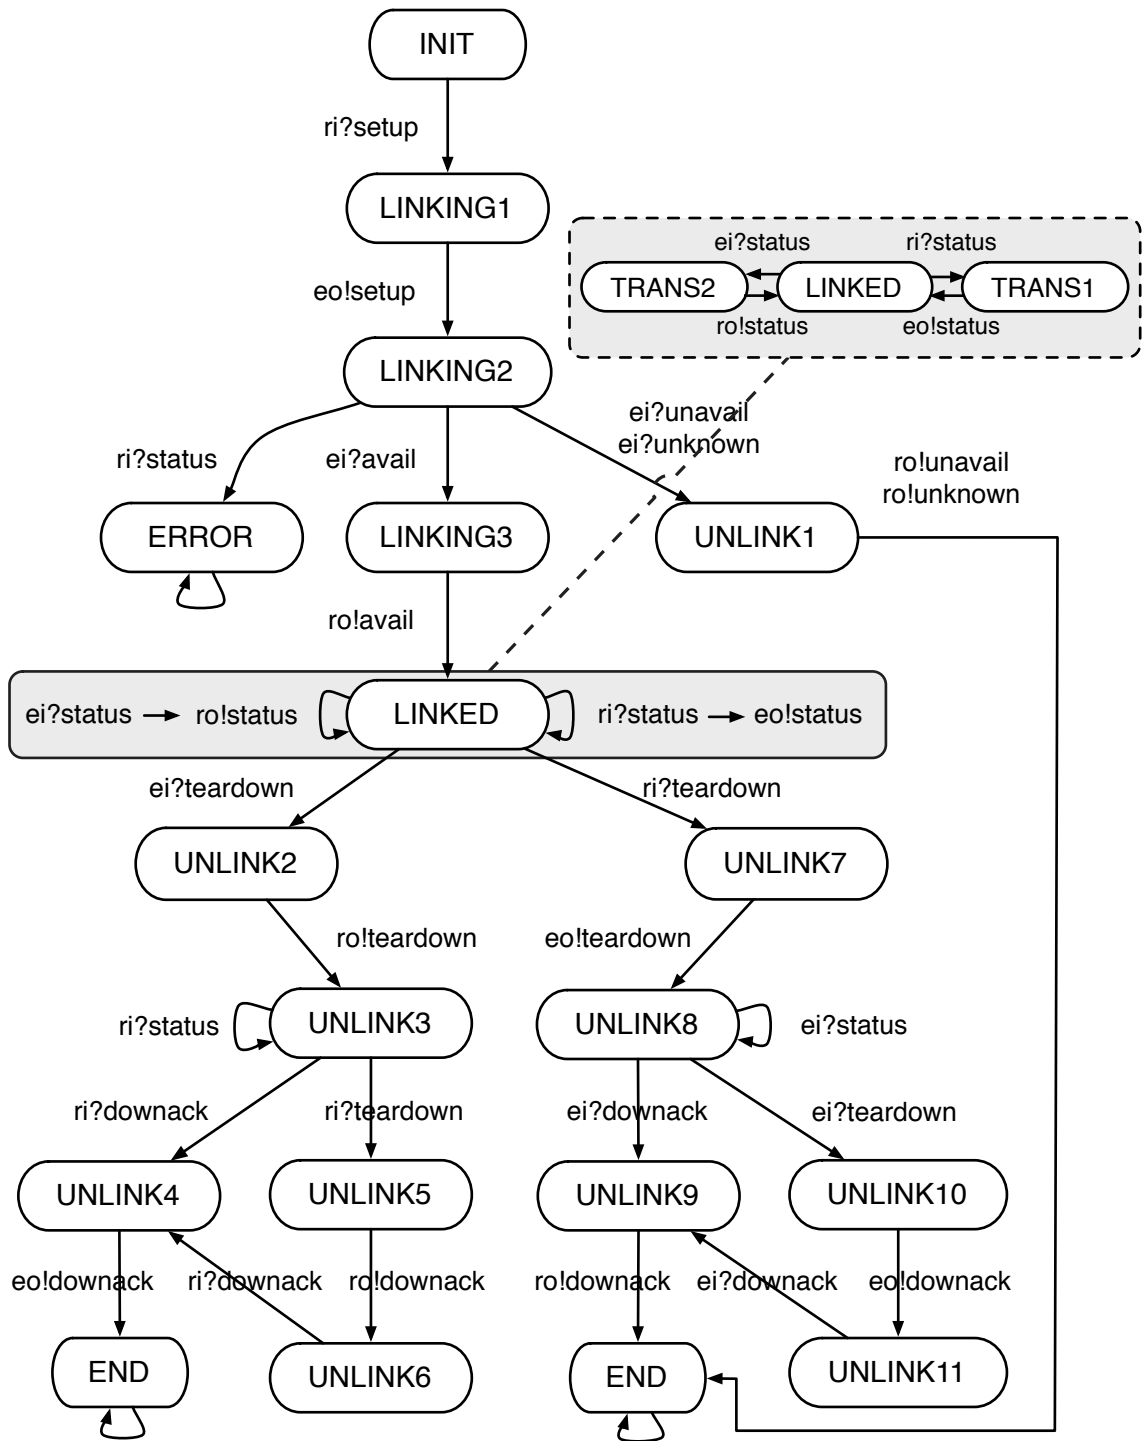 INIT
ri?setup
LINKING1
ei?status ri?status
TRANS2 LINKED TRANS1
ro!status eo!status
eo!setup
LINKING2
ei?unavail
ei?unknown
ri?status ei?avail
ro!unavail
ro!unknown
ERROR LINKING3 UNLINK1
ro!avail
ei?status ro!status LINKED ri?status eo!status
ei?teardown ri?teardown
UNLINK2 UNLINK7
ro!teardown eo!teardown
ri?status UNLINK3 UNLINK8 ei?status
ri?downack ri?teardown ei?downack ei?teardown
UNLINK4 UNLINK5 UNLINK9 UNLINK10
eo!downack ri?downack ro!downack ro!downack ei?downack eo!downack
END UNLINK6 END UNLINK11